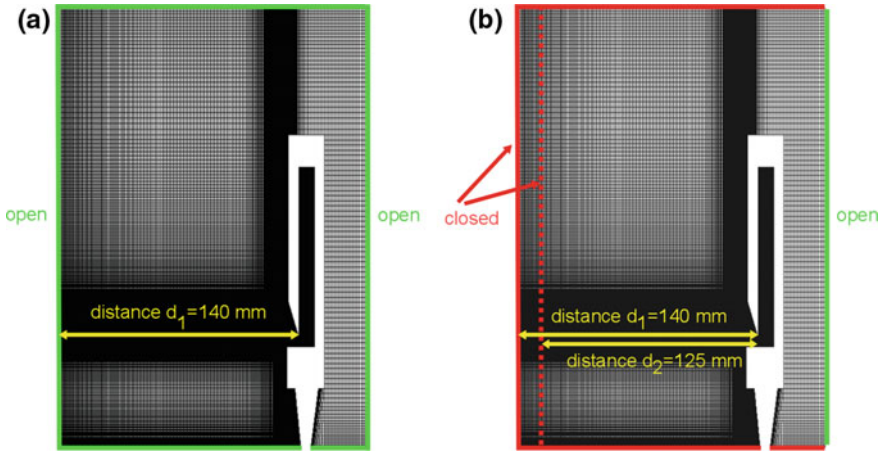 (a)
open
open
distance d₁=140 mm
(b)
closed
open
distance d₁=140 mm
distance d₂=125 mm